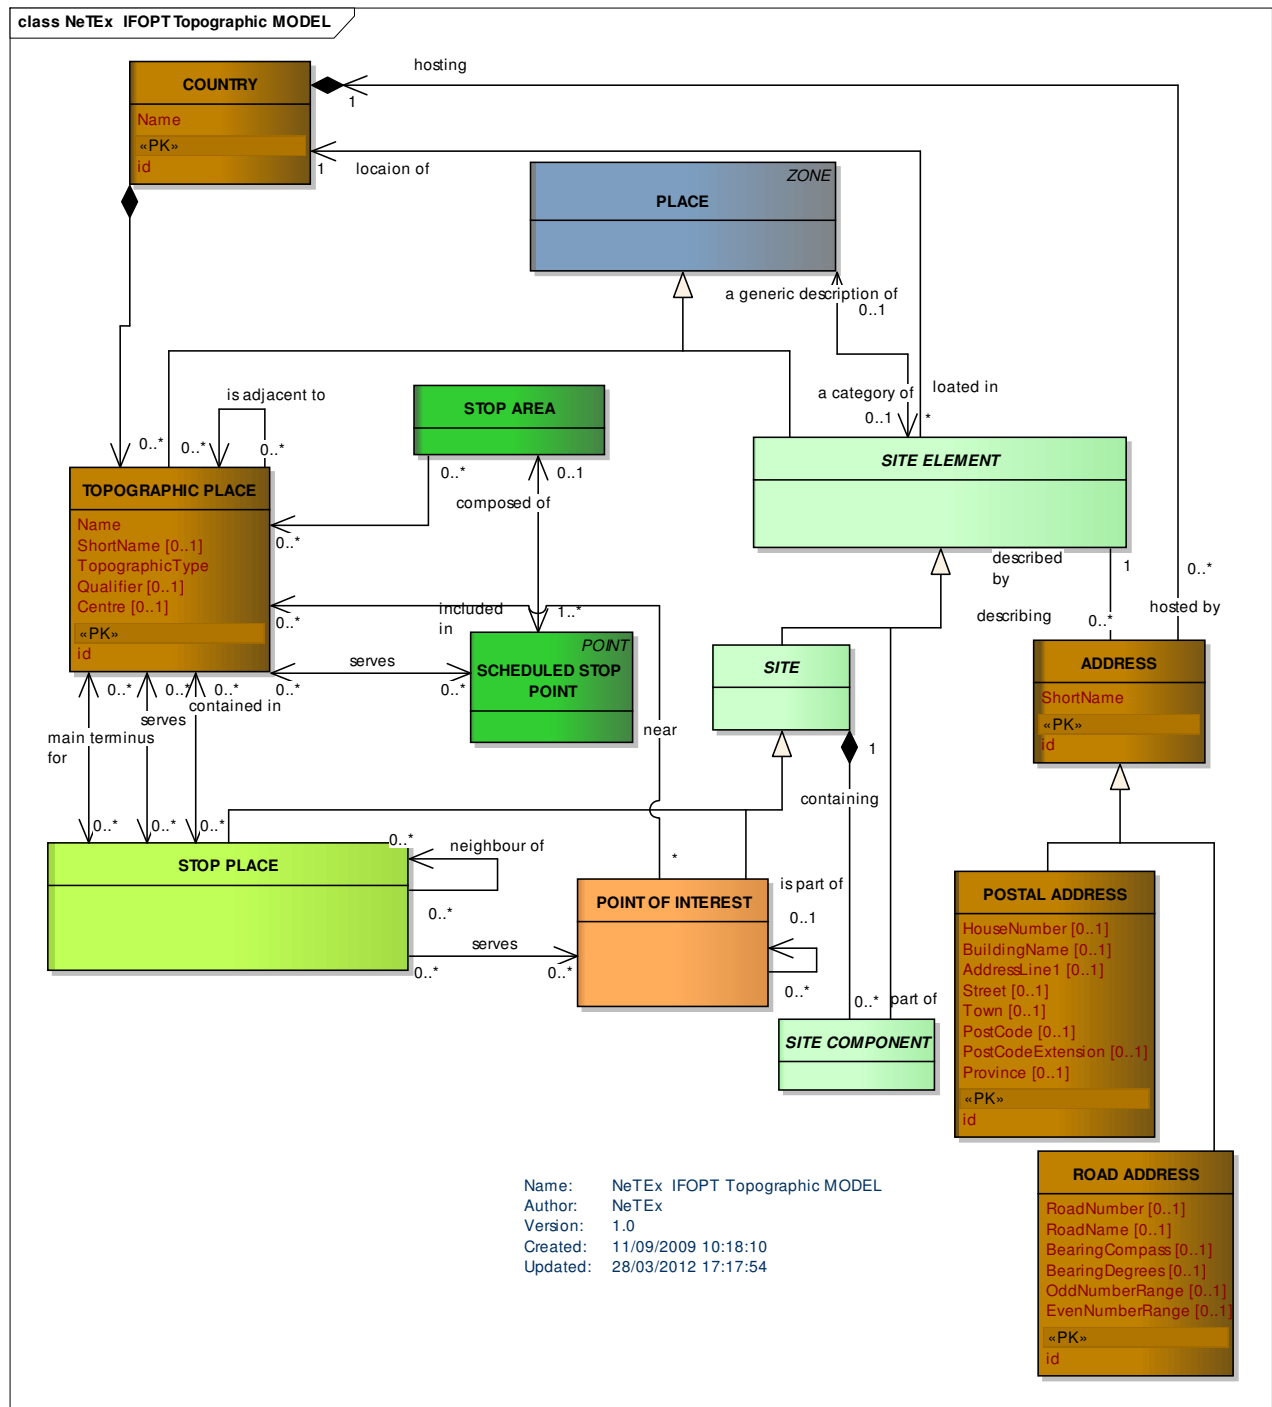 class NeTEx IFOPT Topographic MODEL
hosting
COUNTRY
Name
«PK»
id
1
1
locaion of
ZONE
PLACE
a generic description of
0..1
is adjacent to
0..*
0..*
0..*
STOP AREA
0..*
0..1
composed of
a category of
loated in
0..1
*
SITE ELEMENT
TOPOGRAPHIC PLACE
Name
ShortName [0..1]
TopographicType
Qualifier [0..1]
Centre [0..1]
«PK»
id
0..*
0..*
included
in
1..*
described
by
1
0..*
describing
0..*
hosted by
serves
0..*
0..*
POINT
SCHEDULED STOP
POINT
SITE
ADDRESS
ShortName
«PK»
id
0..*
0..*
0..*
serves
contained in
main terminus
for
near
1
containing
0..*
0..*
0..*
0..*
neighbour of
0..*
STOP PLACE
*
is part of
0..1
0..*
POINT OF INTEREST
serves
0..*
0..*
0..*
part of
SITE COMPONENT
POSTAL ADDRESS
HouseNumber [0..1]
BuildingName [0..1]
AddressLine1 [0..1]
Street [0..1]
Town [0..1]
PostCode [0..1]
PostCodeExtension [0..1]
Province [0..1]
«PK»
id
ROAD ADDRESS
RoadNumber [0..1]
RoadName [0..1]
BearingCompass [0..1]
BearingDegrees [0..1]
OddNumberRange [0..1]
EvenNumberRange [0..1]
«PK»
id
Name: NeTEx IFOPT Topographic MODEL
Author: NeTEx
Version: 1.0
Created: 11/09/2009 10:18:10
Updated: 28/03/2012 17:17:54